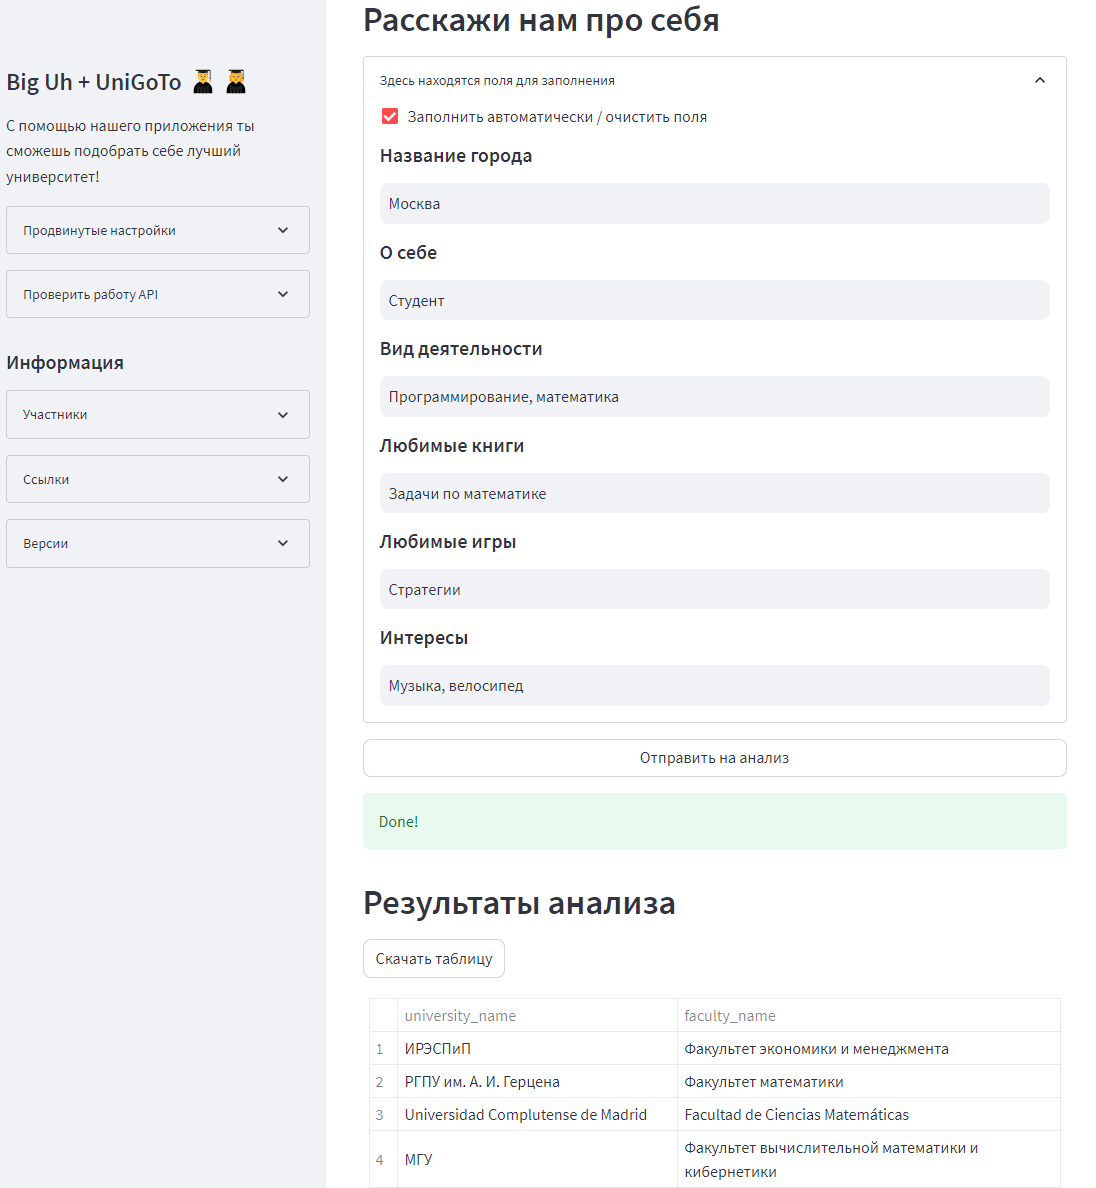 Big Uh + UniGoTo
С помощью нашего приложения ты
сможешь подобрать себе лучший
университет!
Продвинутые настройки
Проверить работу API
Информация
Участники
Ссылки
Версии
Расскажи нам про себя
Здесь находятся поля для заполнения
Заполнить автоматически / очистить поля
Название города
Москва
О себе
Студент
Вид деятельности
Программирование, математика
Любимые книги
Задачи по математике
Любимые игры
Стратегии
Интересы
Музыка, велосипед
Отправить на анализ
Done!
Результаты анализа
Скачать таблицу
university_name faculty_name
1 ИРЭСПиП Факультет экономики и менеджмента
2 РГПУ им. А. И. Герцена Факультет математики
3 Universidad Complutense de Madrid Facultad de Ciencias Matemáticas
4 МГУ Факультет вычислительной математики и
кибернетики